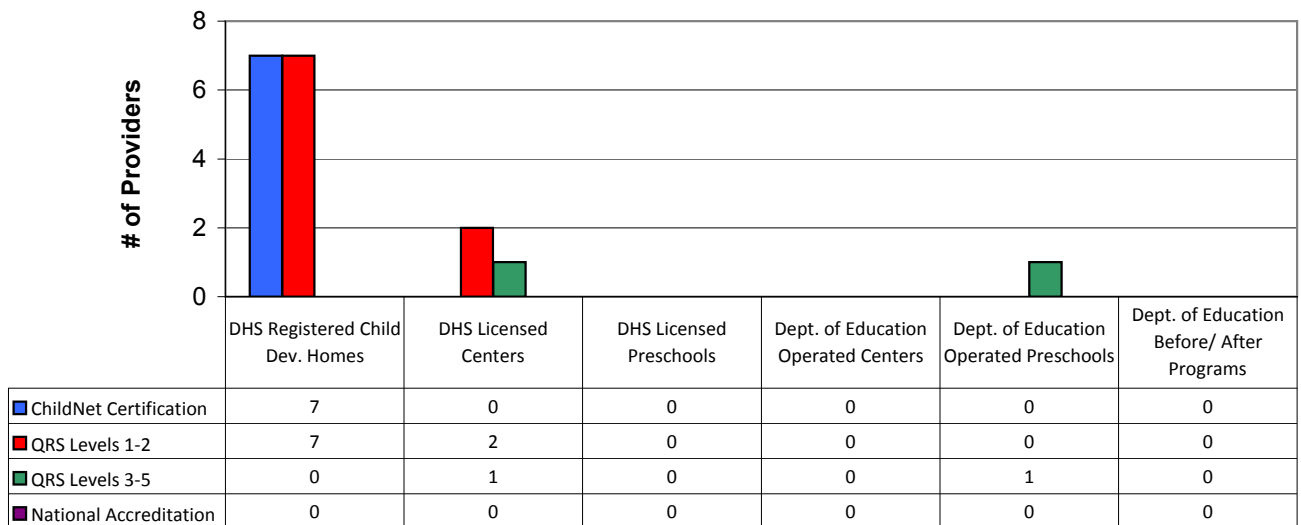 # of Providers
8
6
4
2
0
DHS Registered Child
Dev. Homes
DHS Licensed
Centers
DHS Licensed
Preschools
Dept. of Education
Operated Centers
Dept. of Education
Operated Preschools
Dept. of Education
Before/ After
Programs
ChildNet Certification 7 0 0 0 0 0
QRS Levels 1-2 7 2 0 0 0 0
QRS Levels 3-5 0 1 0 0 1 0
National Accreditation 0 0 0 0 0 0